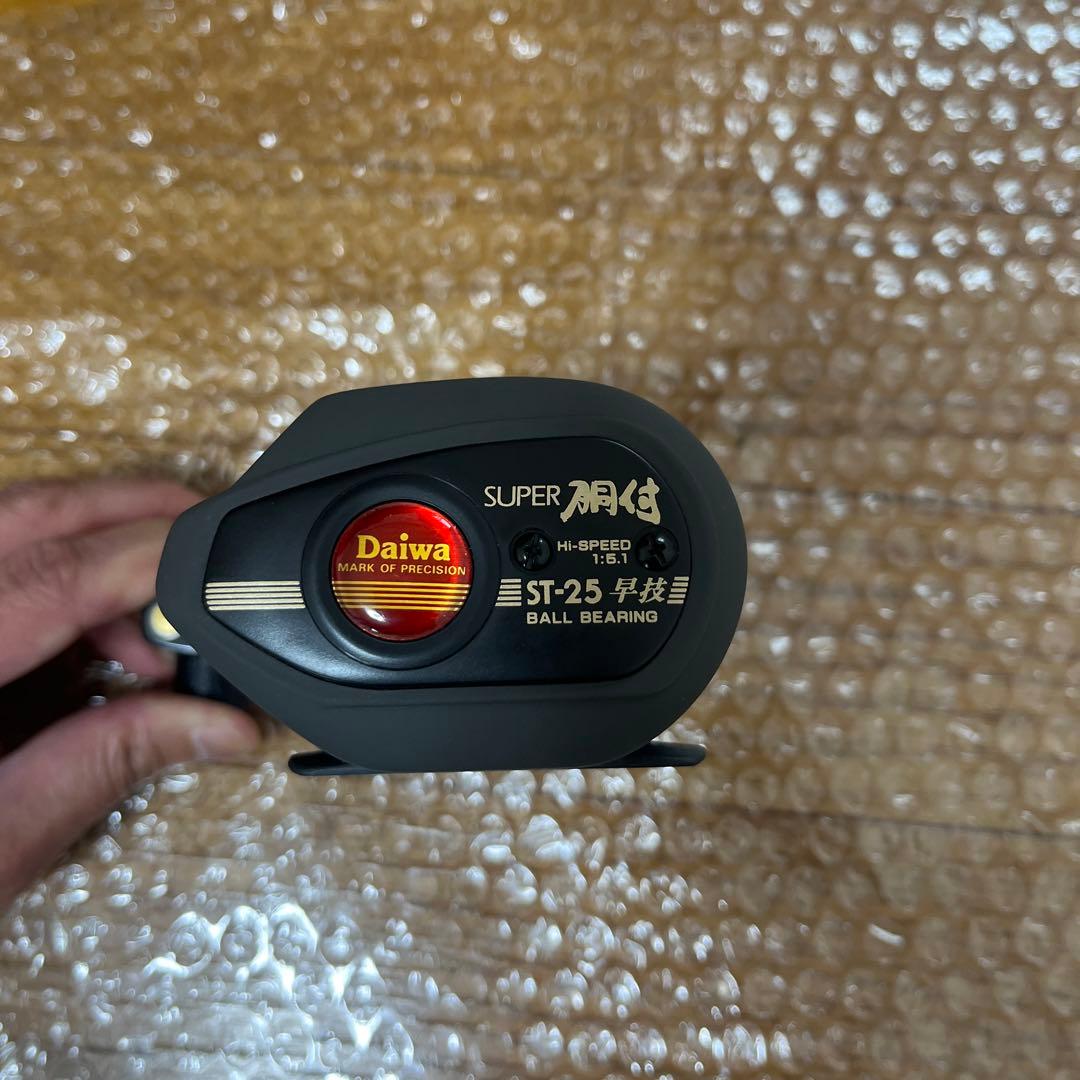 Daiwa
MARK OF PRECISION
SUPER 胴付
Hi-SPEED
1:5.1
ST-25 早技
BALL BEARING